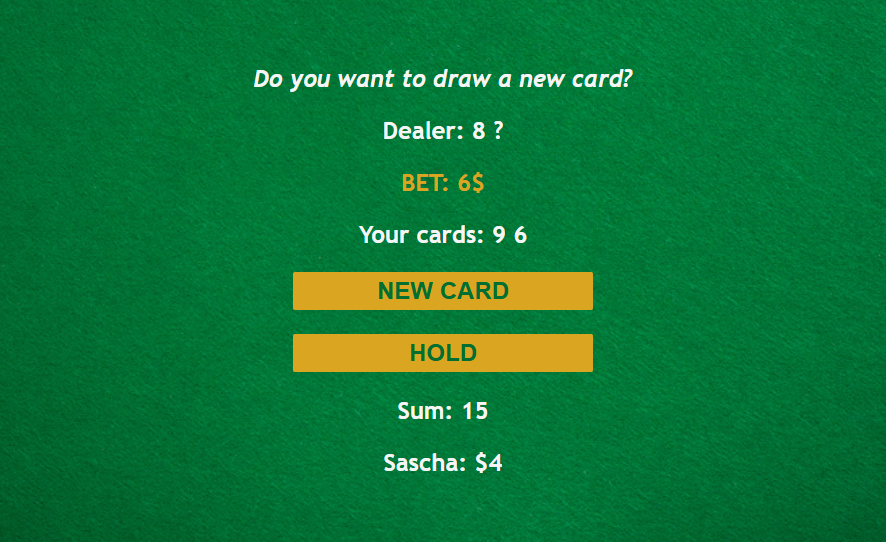 Do you want to draw a new card?
Dealer: 8 ?
BET: 6$
Your cards: 9 6
NEW CARD
HOLD
Sum: 15
Sascha: $4